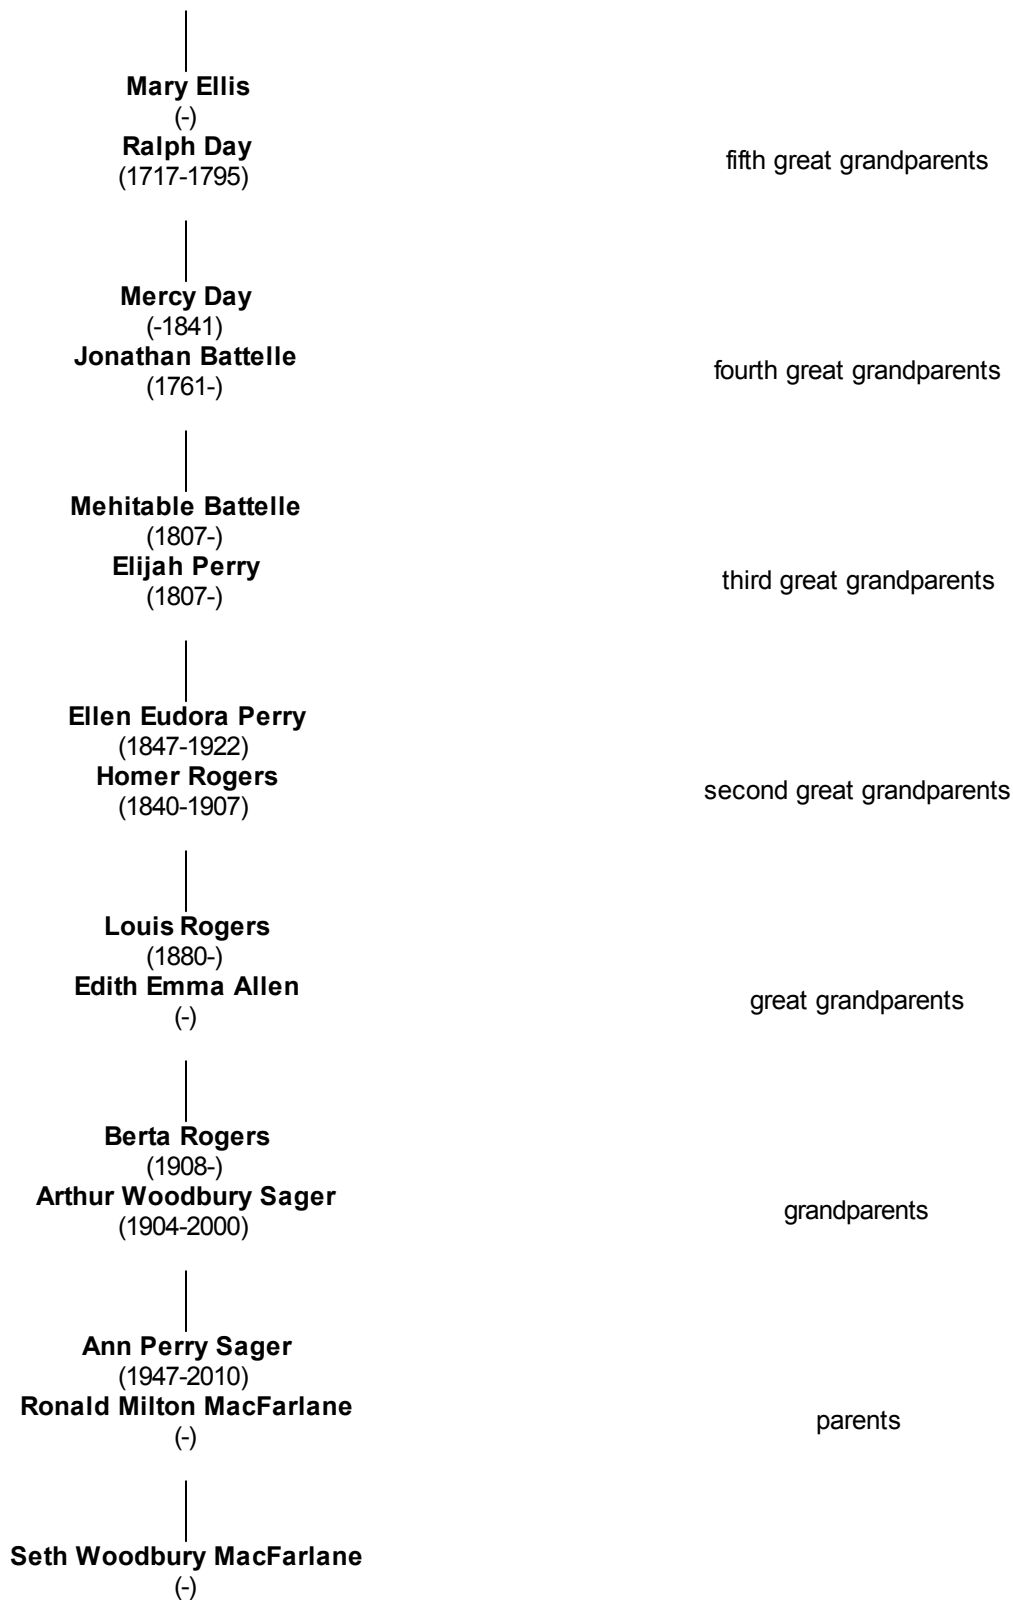 Mary Ellis
(-)
Ralph Day
(1717-1795)
fifth great grandparents
Mercy Day
(-1841)
Jonathan Battelle
(1761-)
fourth great grandparents
Mehitable Battelle
(1807-)
Elijah Perry
(1807-)
third great grandparents
Ellen Eudora Perry
(1847-1922)
Homer Rogers
(1840-1907)
second great grandparents
Louis Rogers
(1880-)
Edith Emma Allen
(-)
great grandparents
Berta Rogers
(1908-)
Arthur Woodbury Sager
(1904-2000)
grandparents
Ann Perry Sager
(1947-2010)
Ronald Milton MacFarlane
(-)
parents
Seth Woodbury MacFarlane
(-)